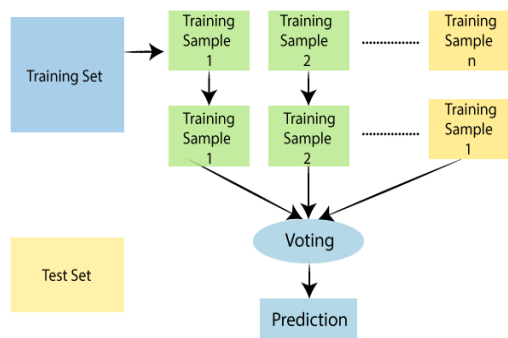 Training Set
Training
Sample
1
Training
Sample
2
Training
Sample
n
Training
Sample
1
Training
Sample
2
Training
Sample
1
Voting
Test Set
Prediction